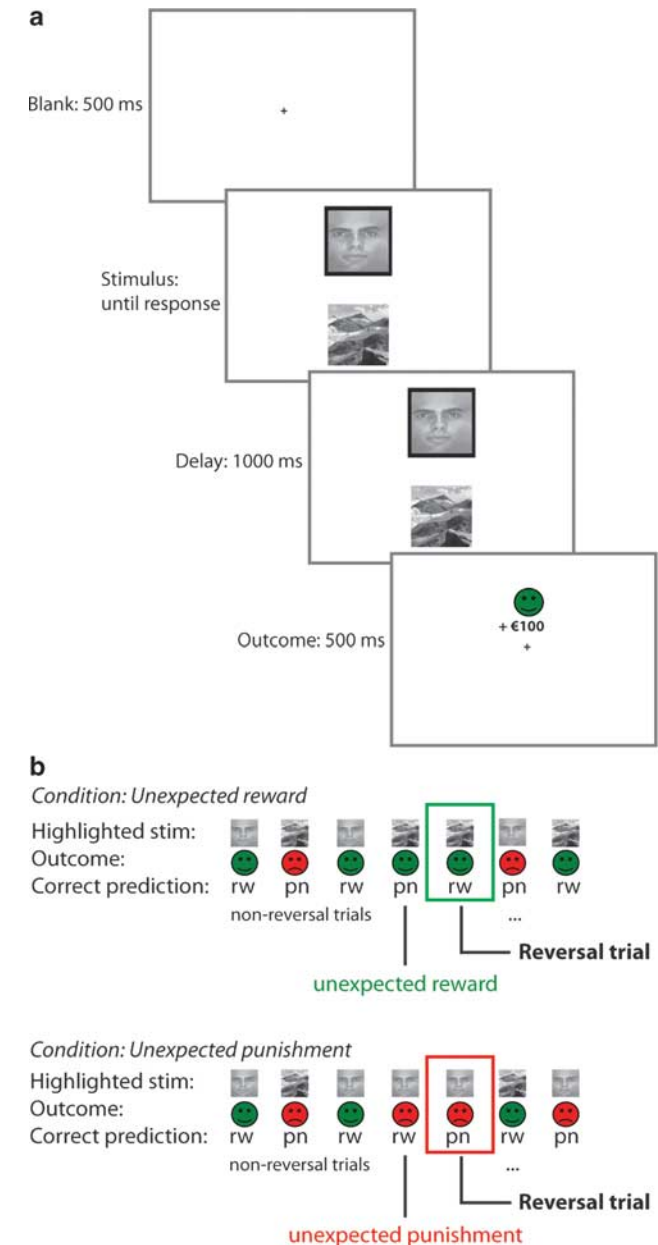 a
Blank: 500 ms
+
Stimulus:
until response
Delay: 1000 ms
Outcome: 500 ms
+ €100
+
b
Condition: Unexpected reward
Highlighted stim:
Outcome:
Correct prediction: rw pn rw pn rw pn rw
non-reversal trials ...
Reversal trial
unexpected reward
Condition: Unexpected punishment
Highlighted stim:
Outcome:
Correct prediction: rw pn rw rw pn rw pn
non-reversal trials ...
Reversal trial
unexpected punishment